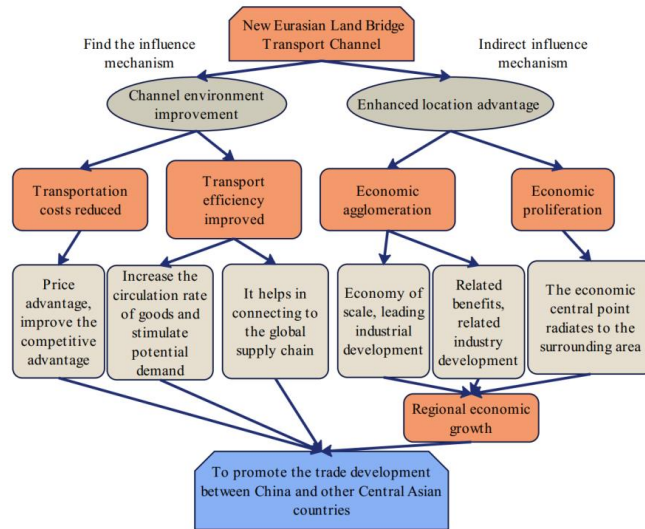 New Eurasian Land Bridge
Transport Channel
Find the influence
mechanism
Indirect influence
mechanism
Channel environment
improvement
Enhanced location advantage
Transportation
costs reduced
Transport
efficiency
improved
Economic
agglomeration
Economic
proliferation
Price
advantage,
improve the
competitive
advantage
Increase the
circulation rate
of goods and
stimulate
potential
demand
It helps in
connecting to
the global
supply chain
Economy of
scale, leading
industrial
development
Related
benefits,
related
industry
development
The economic
central point
radiates to the
surrounding area
Regional economic
growth
To promote the trade development
between China and other Central Asian
countries